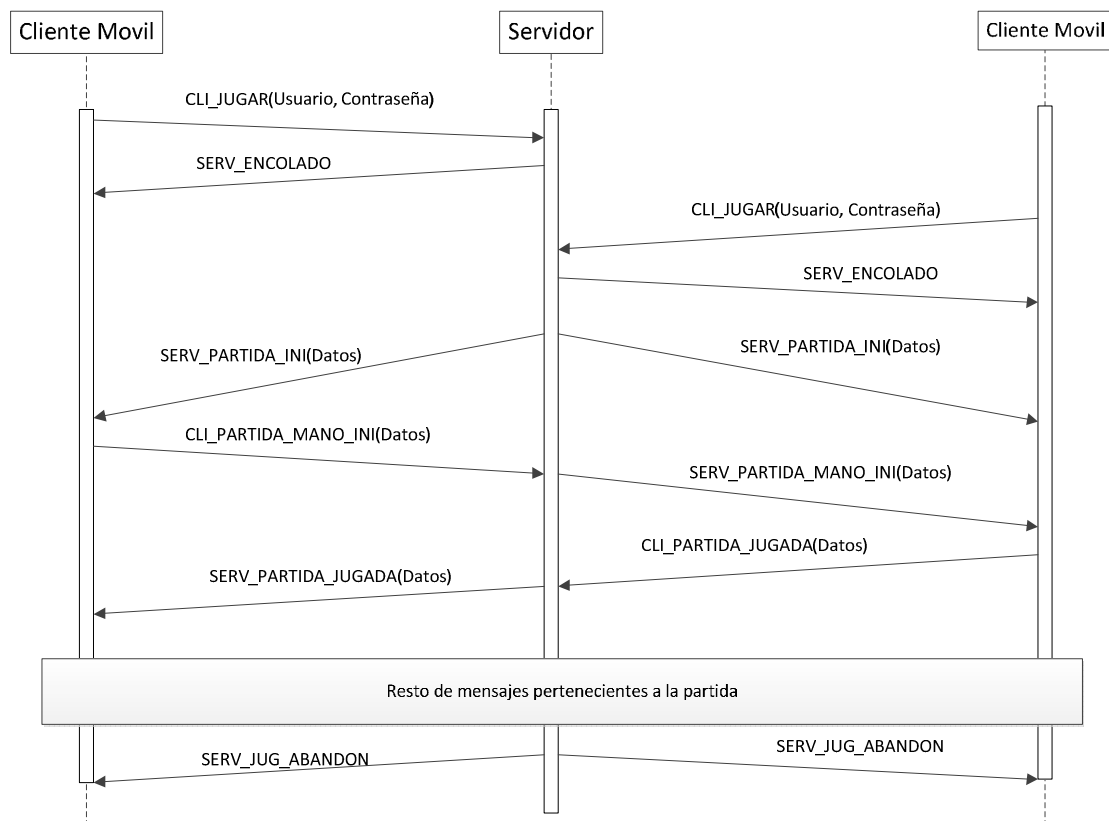 Cliente Movil
Servidor
Cliente Movil
CLI_JUGAR(Usuario, Contraseña)
SERV_ENCOLADO
CLI_JUGAR(Usuario, Contraseña)
SERV_ENCOLADO
SERV_PARTIDA_INI(Datos)
SERV_PARTIDA_INI(Datos)
CLI_PARTIDA_MANO_INI(Datos)
SERV_PARTIDA_MANO_INI(Datos)
CLI_PARTIDA_JUGADA(Datos)
SERV_PARTIDA_JUGADA(Datos)
Resto de mensajes pertenecientes a la partida
SERV_JUG_ABANDON
SERV_JUG_ABANDON